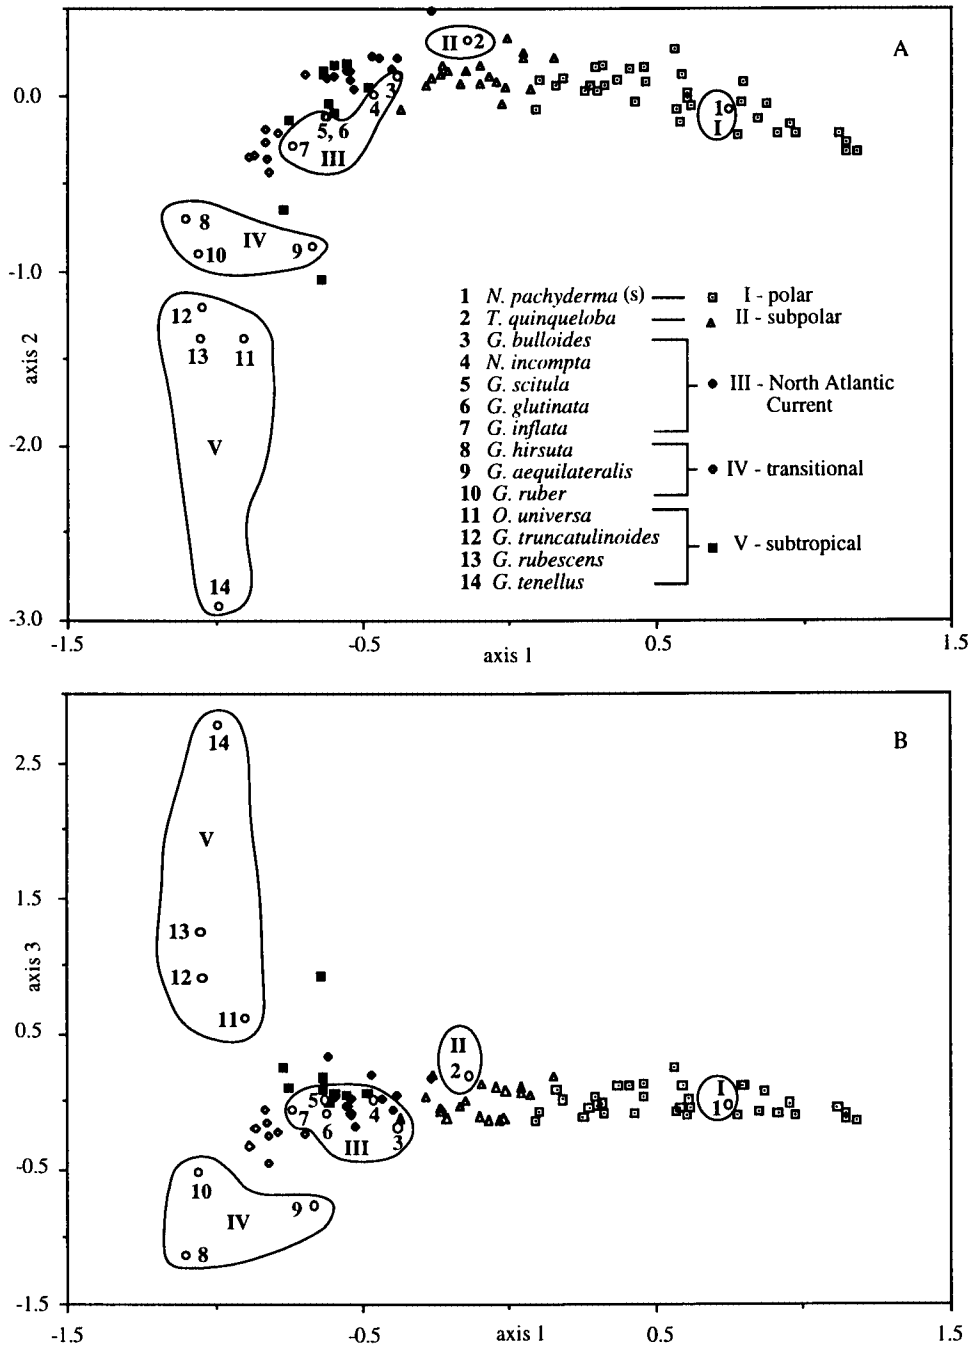 A
II 2
0.0
3
4
1
I
5, 6
7
III
8
IV
10
9
-1.0
1 N. pachyderma (s) I - polar
2 T. quinqueloba II - subpolar
3 G. bulloides
4 N. incompta
5 G. scitula III - North Atlantic
6 G. glutinata Current
7 G. inflata
8 G. hirsuta
9 G. aequilateralis IV - transitional
10 G. ruber
11 O. universa
12 G. truncatulinoides
13 G. rubescens V - subtropical
14 G. tenellus
12
13
11
axis 2
-2.0
V
14
-3.0
-1.5 -0.5 0.5 1.5
axis 1
B
14
2.5
V
1.5
13
axis 3
12
11
0.5
II
2
I
1
5
4
7
6
III
3
-0.5
10
9
IV
8
-1.5
-1.5 -0.5 axis 1 0.5 1.5